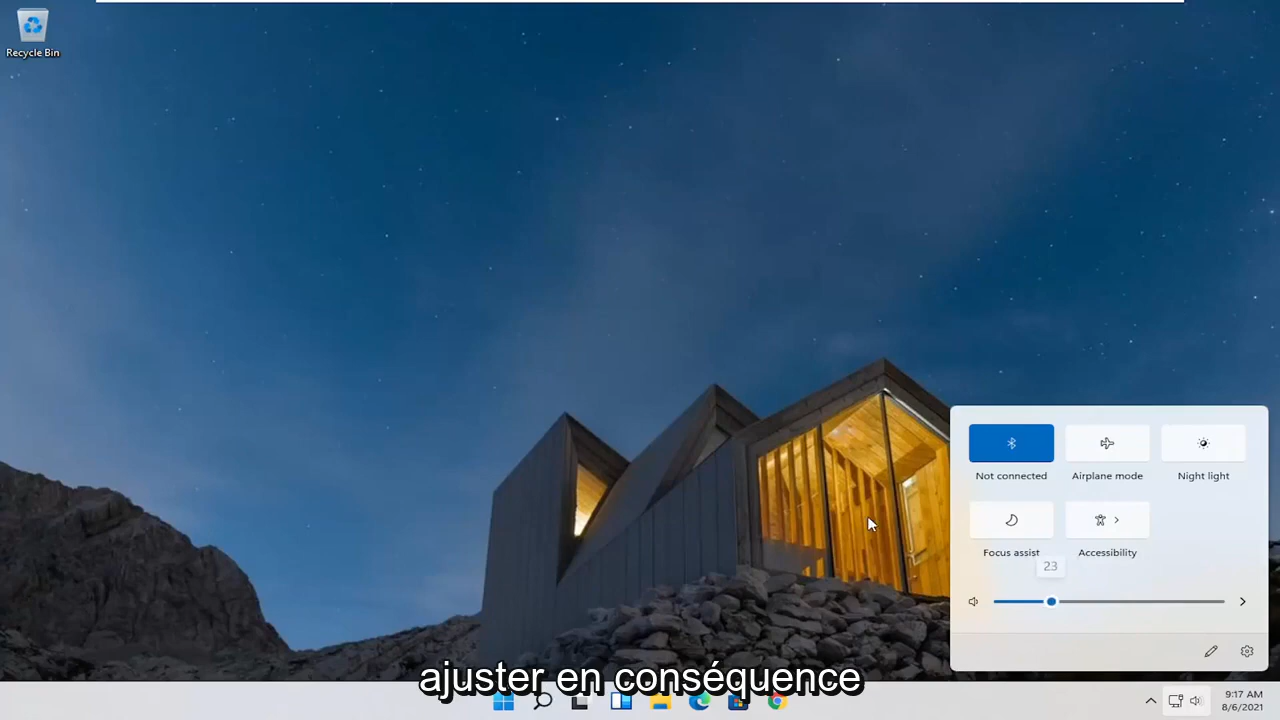 Recycle Bin
Not connected
Airplane mode
Night light
Focus assist
Accessibility
23
ajuster en conséquence
9:17 AM
8/6/2021